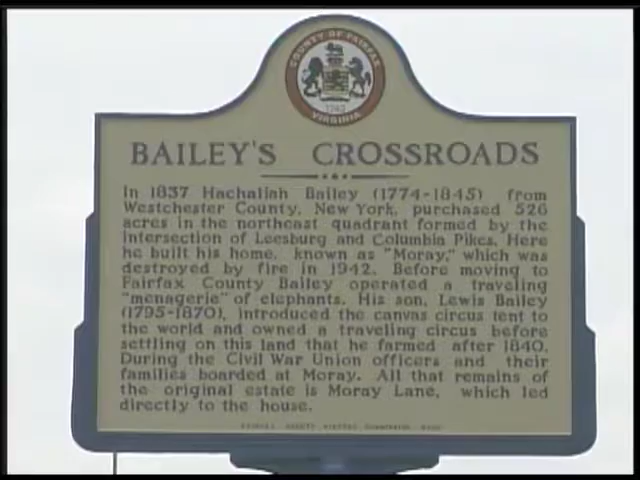 COUNTY OF FAIRFAX
1742
VIRGINIA
BAILEY'S CROSSROADS
In 1837 Hachaliah Bailey (1774-1845) from
Westchester County, New York, purchased 526
acres in the northeast quadrant formed by the
intersection of Leesburg and Columbia Pikes. Here
he built his home, known as "Moray," which was
destroyed by fire in 1942. Before moving to
Fairfax County Bailey operated a traveling
"menagerie" of elephants. His son, Lewis Bailey
(1795-1870), introduced the canvas circus tent to
the world and owned a traveling circus before
settling on this land that he farmed after 1840.
During the Civil War Union officers and their
families boarded at Moray. All that remains of
the original estate is Moray Lane, which led
directly to the house.
FAIRFAX COUNTY HISTORY COMMISSION